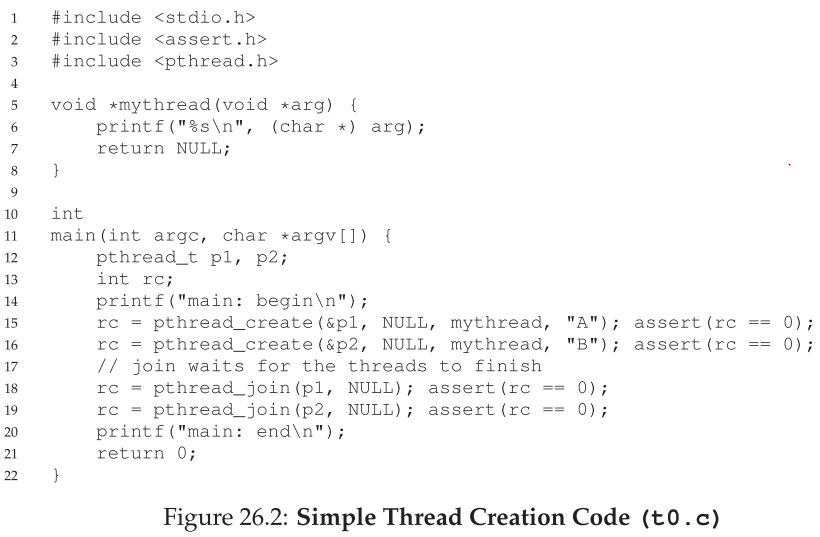 1 #include <stdio.h>
2 #include <assert.h>
3 #include <pthread.h>
4
5 void *mythread(void *arg) {
6     printf("%s\n", (char *) arg);
7     return NULL;
8 }
9
10 int
11 main(int argc, char *argv[]) {
12     pthread_t p1, p2;
13     int rc;
14     printf("main: begin\n");
15     rc = pthread_create(&p1, NULL, mythread, "A"); assert(rc == 0);
16     rc = pthread_create(&p2, NULL, mythread, "B"); assert(rc == 0);
17     // join waits for the threads to finish
18     rc = pthread_join(p1, NULL); assert(rc == 0);
19     rc = pthread_join(p2, NULL); assert(rc == 0);
20     printf("main: end\n");
21     return 0;
22 }
Figure 26.2: Simple Thread Creation Code (t0.c)